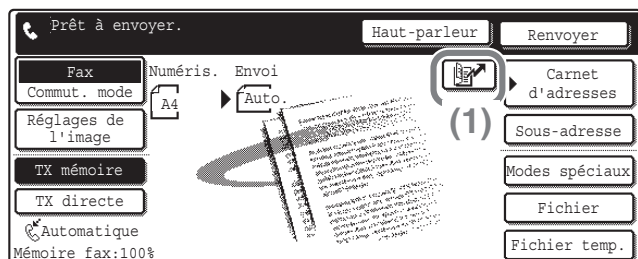 Prêt à envoyer.
Haut-parleur
Renvoyer
Fax
Commut. mode
Numéris.
Envoi
A4
Auto.
(1)
Carnet
d'adresses
Réglages de
l'image
Sous-adresse
TX mémoire
Modes spéciaux
TX directe
Fichier
Automatique
Mémoire fax:100%
Fichier temp.